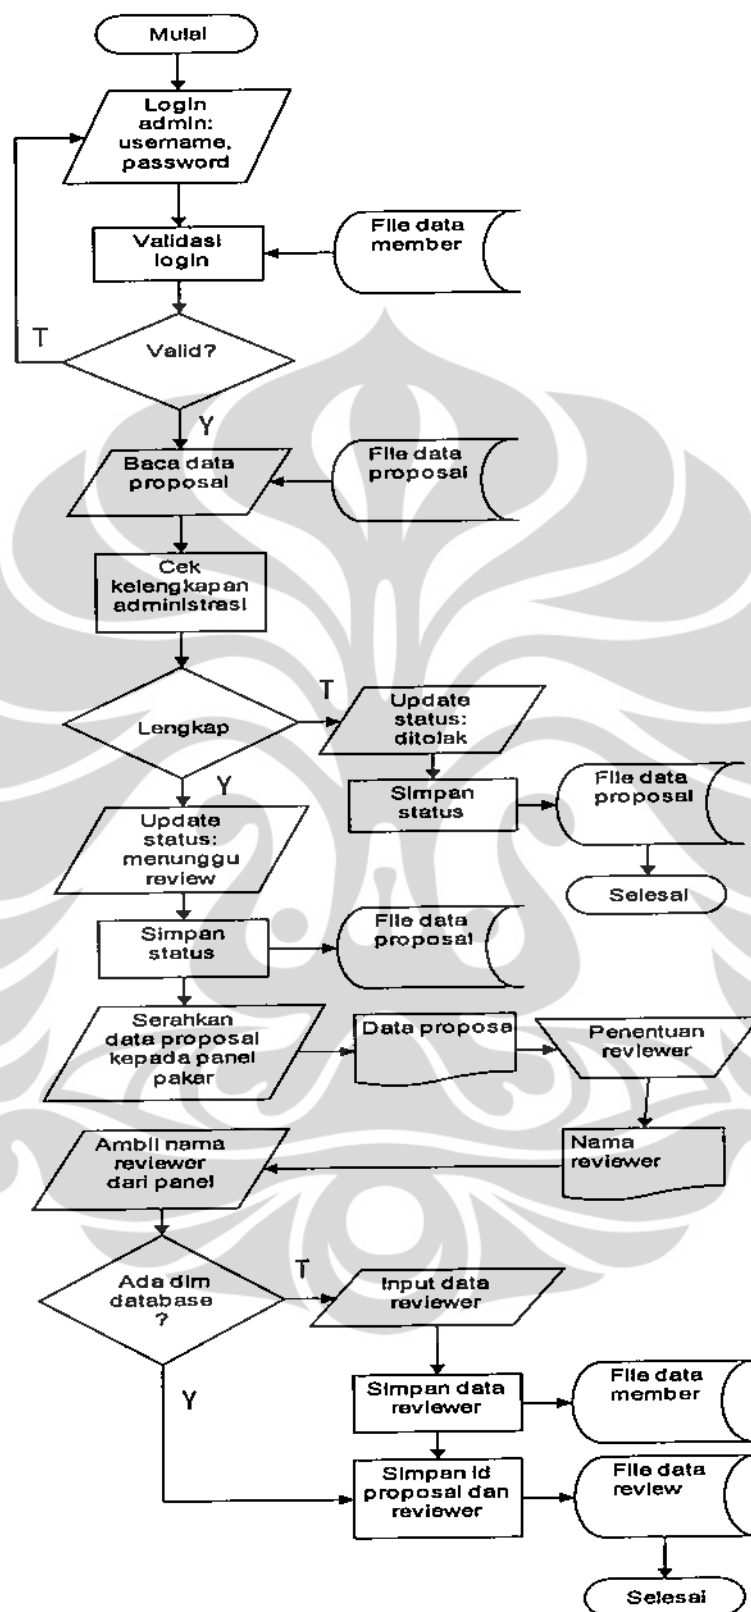 Mulai
Login
admin:
username,
password
Validasi
login
File data
member
T
Valid?
Y
Baca data
proposal
File data
proposal
Cek
kelengkapan
administrasi
T
Lengkap
Update
status:
ditolak
Y
Simpan
status
File data
proposal
Selesai
Update
status:
menunggu
review
Simpan
status
File data
proposal
Serahkan
data proposal
kepada panel
pakar
Data proposa
Penentuan
reviewer
Nama
reviewer
Ambil nama
reviewer
dari panel
Ada dlm
database
?
T
Input data
reviewer
Y
Simpan data
reviewer
File data
member
Simpan id
proposal dan
reviewer
File data
review
Selesai